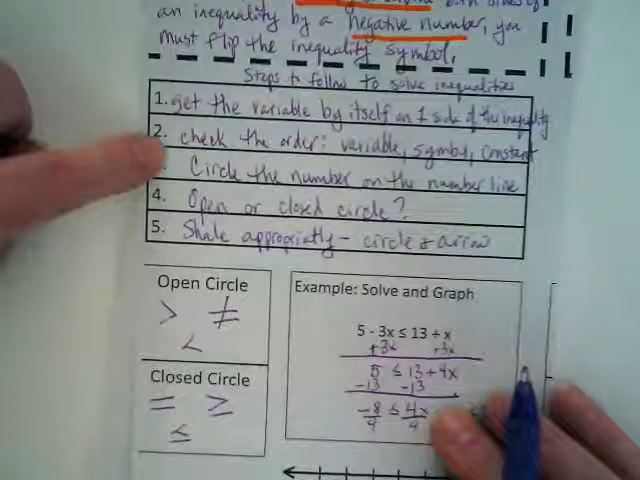 an inequality by a negative number, you
must flip the inequality symbol.
Steps to follow to solve inequalities
1. get the variable by itself on 1 side of the inequality
2. check the order: variable, symbol, constant
Circle the number on the number line
4. Open or closed circle?
5. Shade appropriately - circle & arrow
Open Circle
> ≠
<
Closed Circle
= ≥
≤
Example: Solve and Graph
5 - 3x ≤ 13 + x
+3x +3x
5 ≤ 13 + 4x
-13 -13
-8 ≤ 4x
4 4